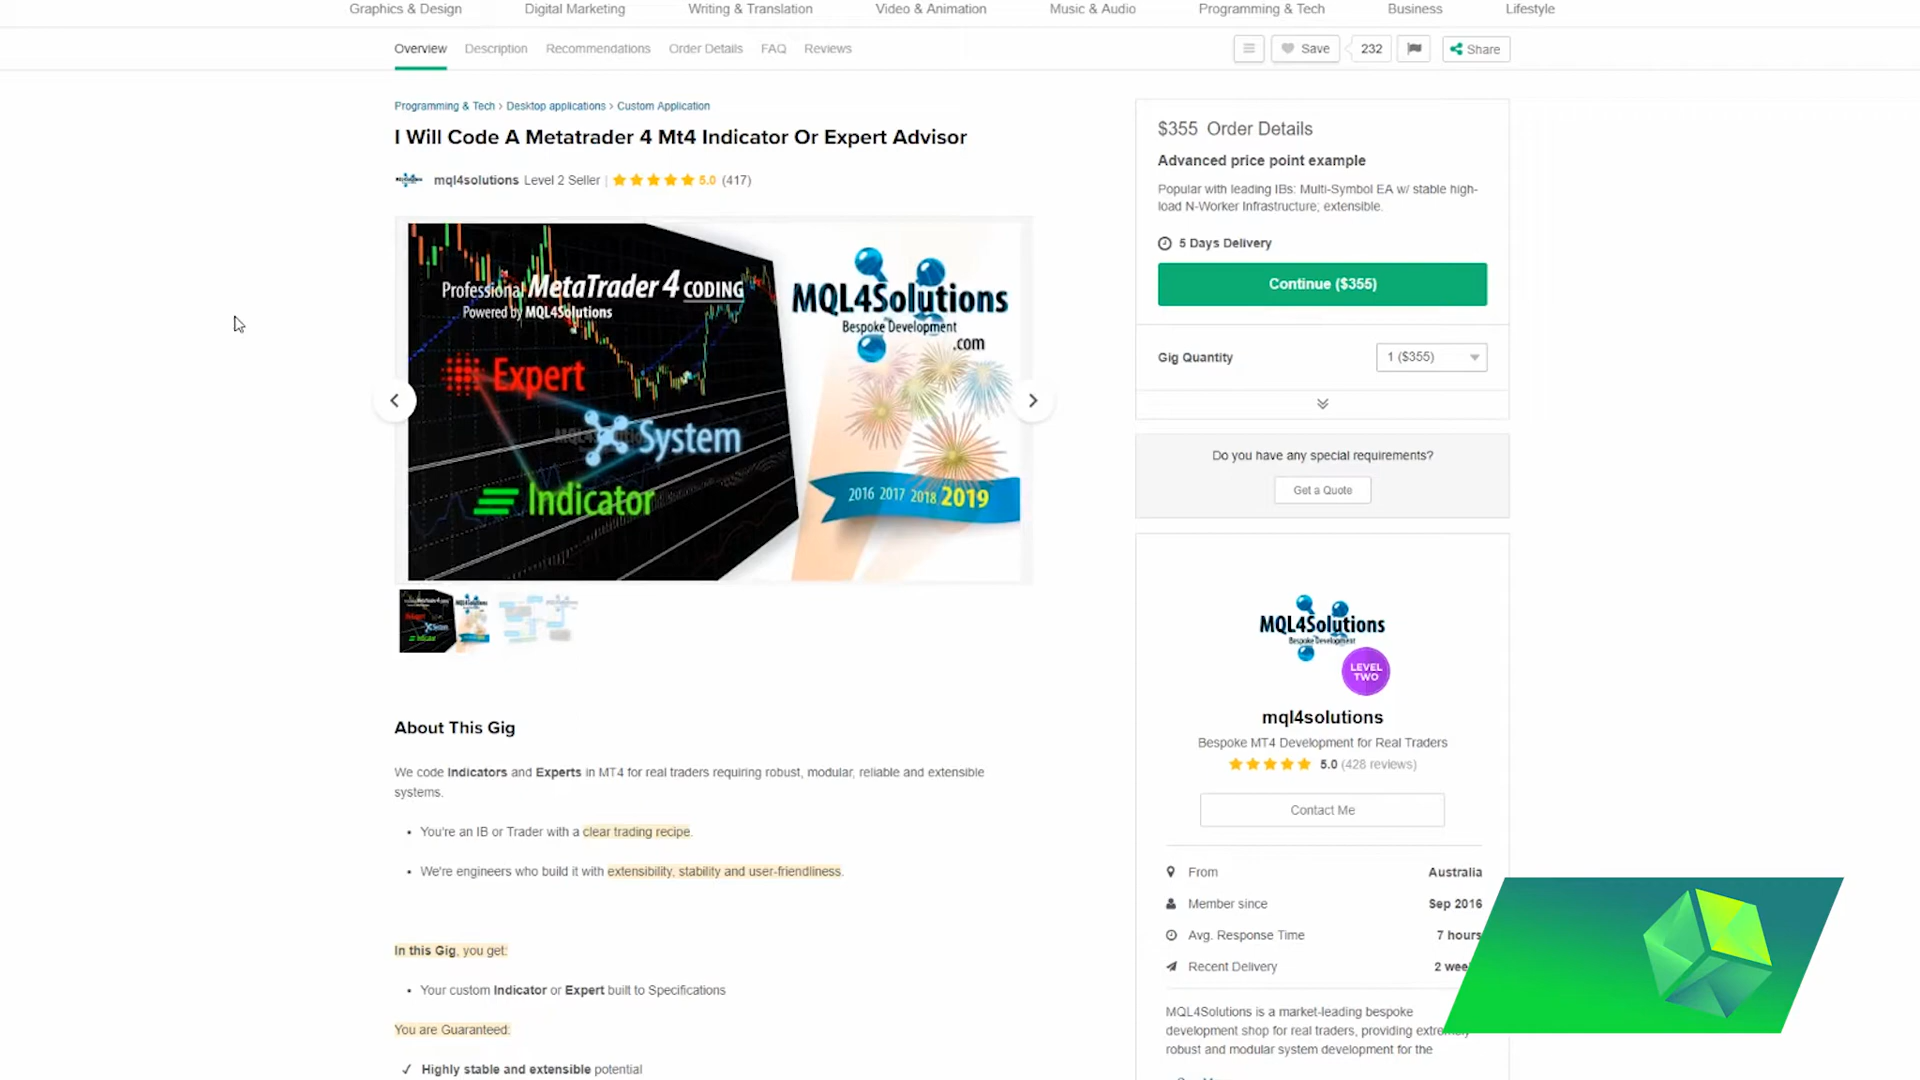 Graphics & Design Digital Marketing Writing & Translation Video & Animation Music & Audio Programming & Tech Business Lifestyle
Overview Description Recommendations Order Details FAQ Reviews
Save 232 Share
Programming & Tech › Desktop applications › Custom Application
I Will Code A Metatrader 4 Mt4 Indicator Or Expert Advisor
mql4solutions Level 2 Seller | 5.0 (417)
Professional MetaTrader 4 CODING
Powered by MQL4Solutions
Expert
System
Indicator
MQL4Solutions
Bespoke Development
.com
2016 2017 2018 2019
About This Gig
We code Indicators and Experts in MT4 for real traders requiring robust, modular, reliable and extensible
systems.
• You're an IB or Trader with a clear trading recipe.
• We're engineers who build it with extensibility, stability and user-friendliness.
In this Gig, you get:
• Your custom Indicator or Expert built to Specifications
You are Guaranteed:
✓ Highly stable and extensible potential
$355 Order Details
Advanced price point example
Popular with leading IBs: Multi-Symbol EA w/ stable high-
load N-Worker Infrastructure; extensible.
5 Days Delivery
Continue ($355)
Gig Quantity 1 ($355)
Do you have any special requirements?
Get a Quote
MQL4Solutions
Bespoke Development
LEVEL
TWO
mql4solutions
Bespoke MT4 Development for Real Traders
5.0 (428 reviews)
Contact Me
From Australia
Member since Sep 2016
Avg. Response Time 7 hours
Recent Delivery 2
MQL4Solutions is a market-leading bespoke
development shop for real traders, providing
robust and modular system development for the